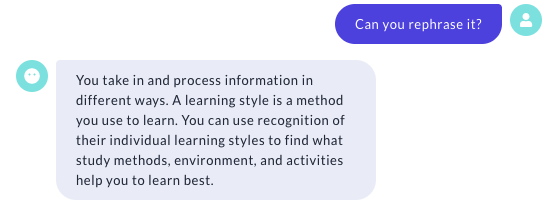 Can you rephrase it?
You take in and process information in
different ways. A learning style is a method
you use to learn. You can use recognition of
their individual learning styles to find what
study methods, environment, and activities
help you to learn best.